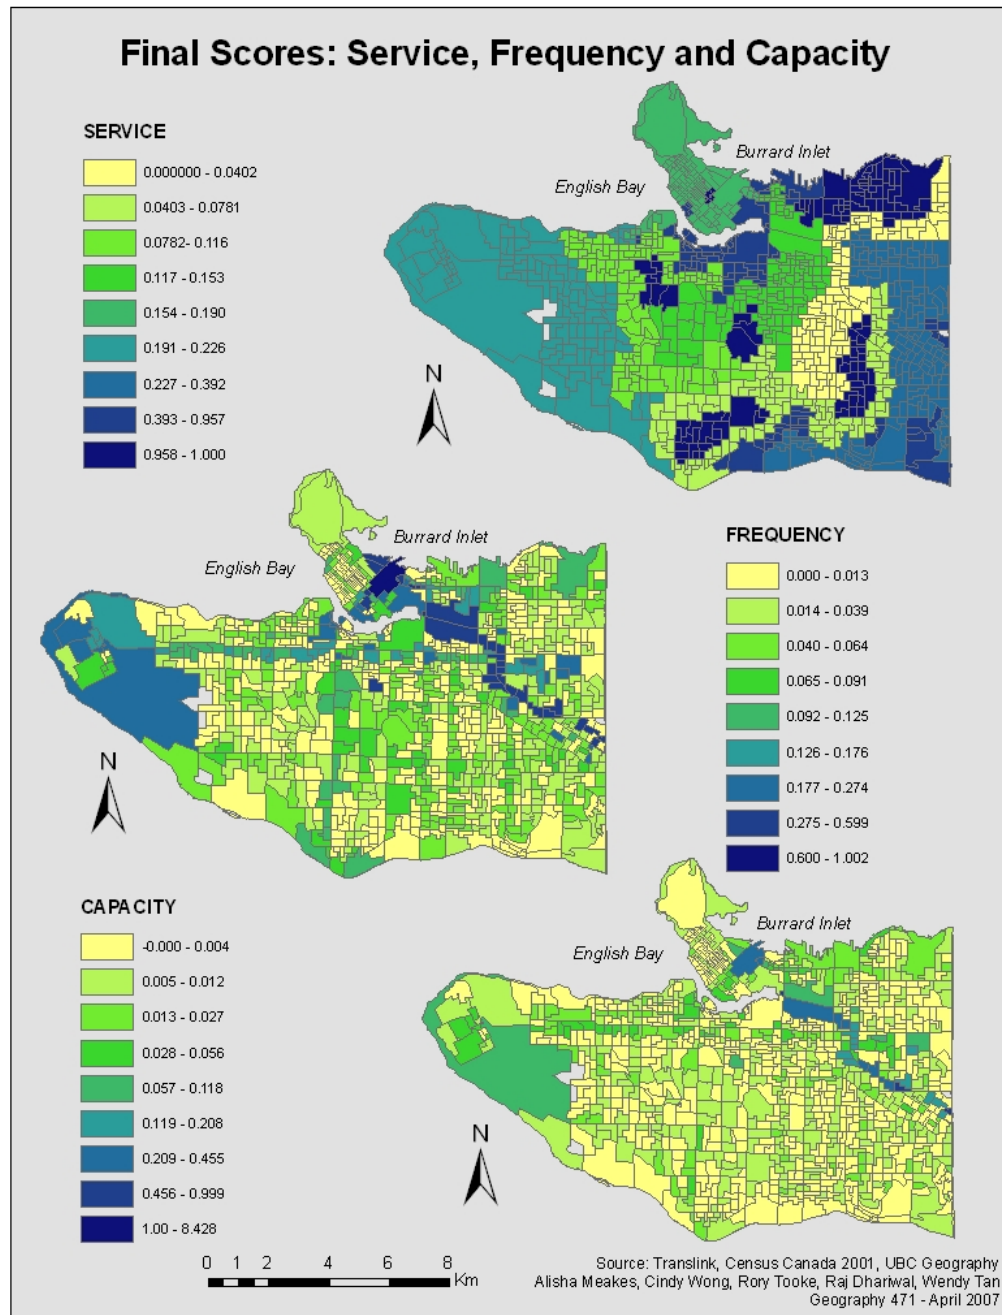 Final Scores: Service, Frequency and Capacity
SERVICE
0.000000 - 0.0402
0.0403 - 0.0781
0.0782- 0.116
0.117 - 0.153
0.154 - 0.190
0.191 - 0.226
0.227 - 0.392
0.393 - 0.957
0.958 - 1.000
Burrard Inlet
English Bay
N
Burrard Inlet
English Bay
N
FREQUENCY
0.000 - 0.013
0.014 - 0.039
0.040 - 0.064
0.065 - 0.091
0.092 - 0.125
0.126 - 0.176
0.177 - 0.274
0.275 - 0.599
0.600 - 1.002
CAPACITY
-0.000 - 0.004
0.005 - 0.012
0.013 - 0.027
0.028 - 0.056
0.057 - 0.118
0.119 - 0.208
0.209 - 0.455
0.456 - 0.999
1.00 - 8.428
Burrard Inlet
English Bay
N
0 1 2 4 6 8
Km
Source: Translink, Census Canada 2001, UBC Geography
Alisha Meakes, Cindy Wong, Rory Tooke, Raj Dhariwal, Wendy Tan
Geography 471 - April 2007